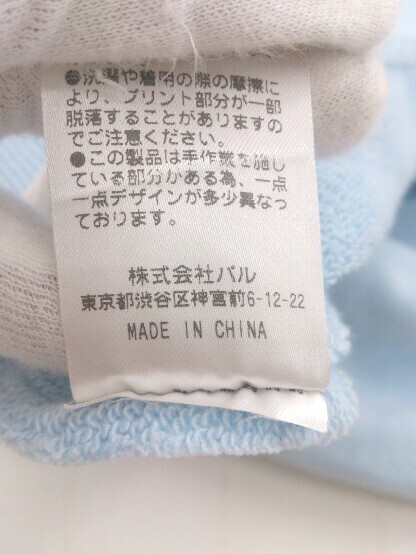 ●洗濯や着用の際の摩擦に
より、プリント部分が一部
脱落することがありますの
でご注意ください。
●この製品は手作業を施し
ている部分がある為、一点
一点デザインが多少異なっ
ております。
株式会社パル
東京都渋谷区神宮前6-12-22
MADE IN CHINA